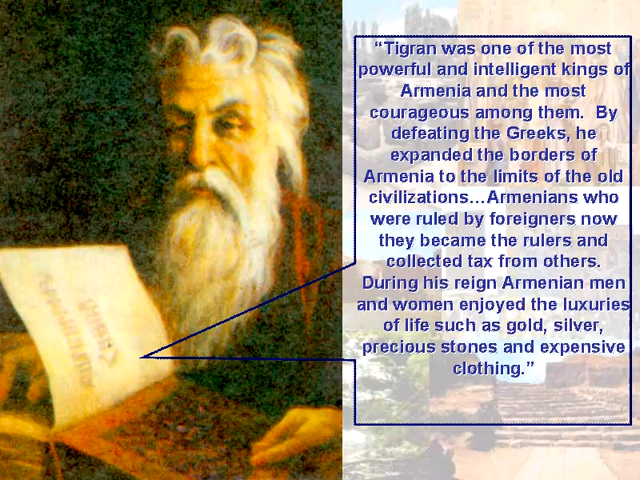 “Tigran was one of the most
powerful and intelligent kings of
Armenia and the most
courageous among them.  By
defeating the Greeks, he
expanded the borders of
Armenia to the limits of the old
civilizations…Armenians who
were ruled by foreigners now
they became the rulers and
collected tax from others.
During his reign Armenian men
and women enjoyed the luxuries
of life such as gold, silver,
precious stones and expensive
clothing.”